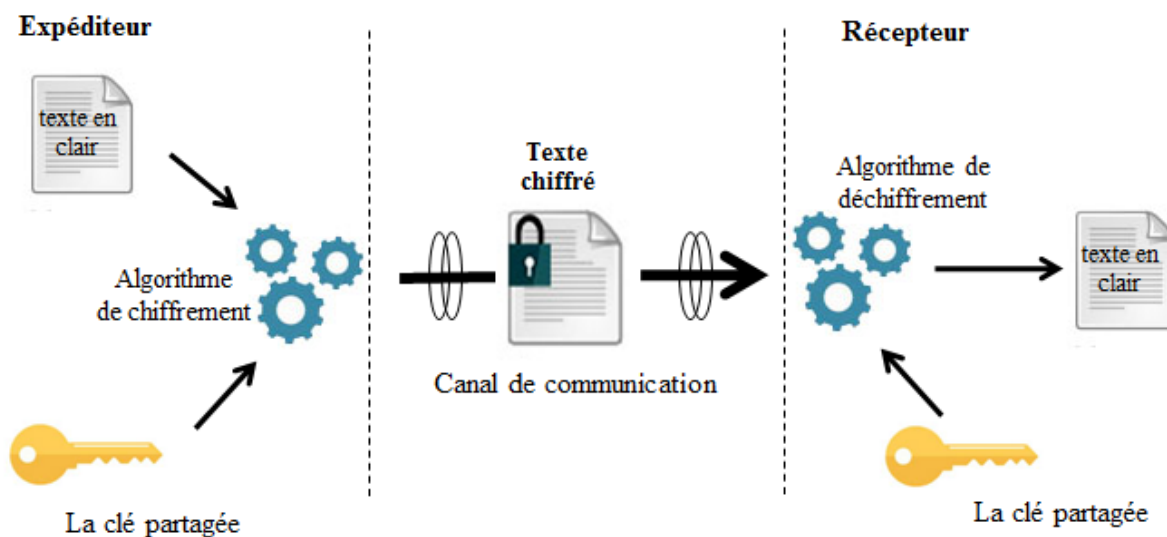 Expéditeur
texte en
clair
Algorithme
de chiffrement
La clé partagée
Texte
chiffré
Canal de communication
Récepteur
Algorithme de
déchiffrement
texte en
clair
La clé partagée